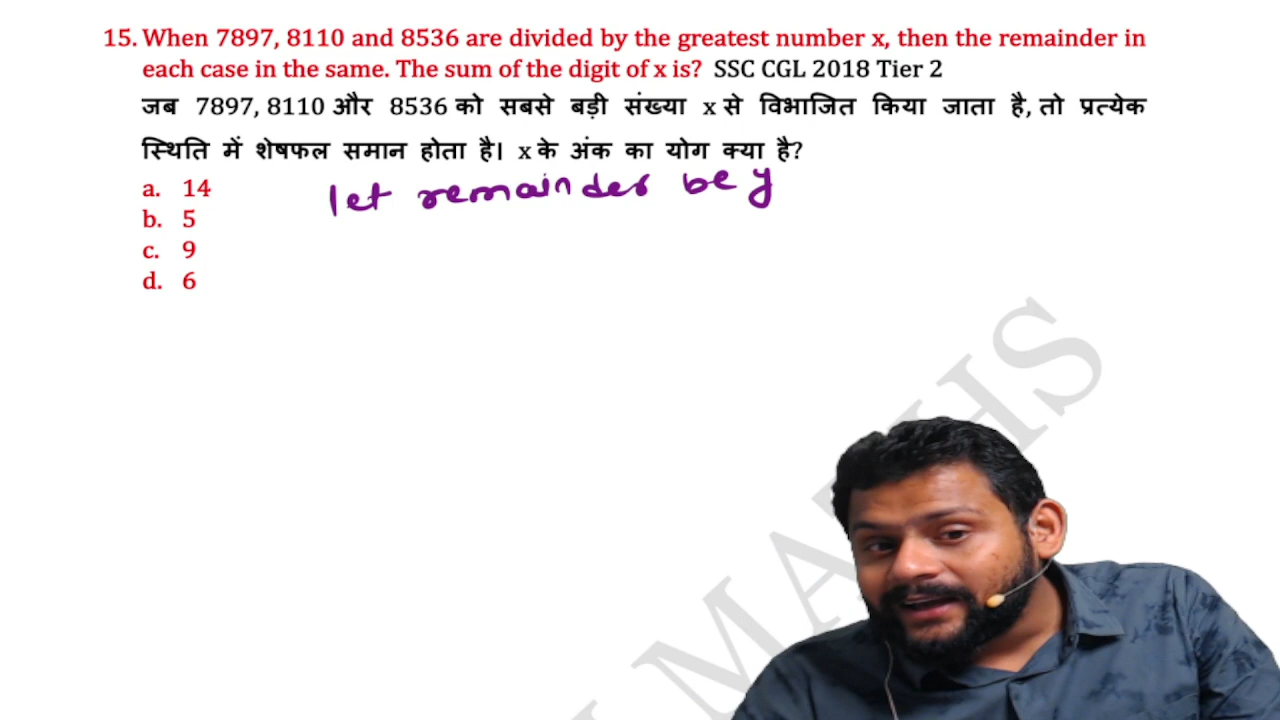 15. When 7897, 8110 and 8536 are divided by the greatest number x, then the remainder in
each case in the same. The sum of the digit of x is? SSC CGL 2018 Tier 2
जब 7897, 8110 और 8536 को सबसे बड़ी संख्या x से विभाजित किया जाता है, तो प्रत्येक
स्थिति में शेषफल समान होता है। x के अंक का योग क्या है?
a. 14
let remainder be y
b. 5
c. 9
d. 6
MATHS